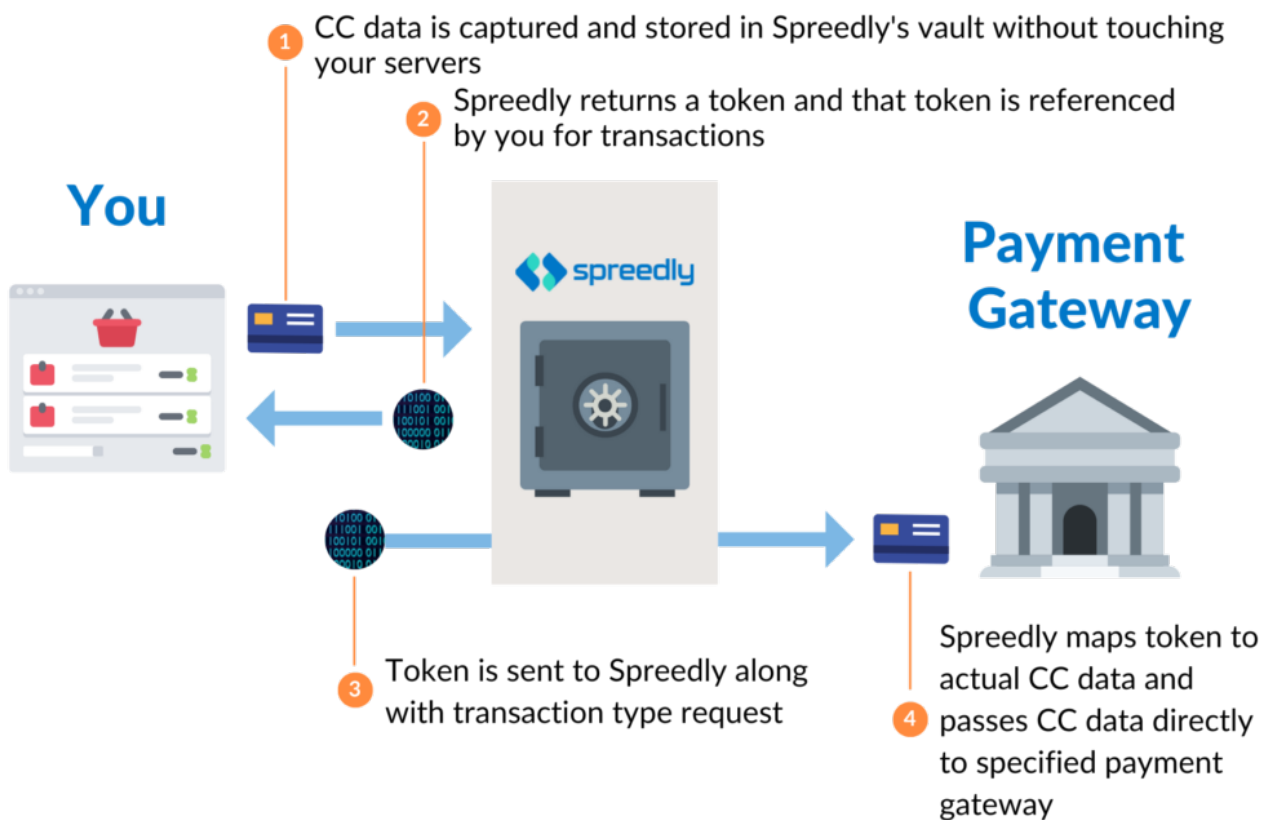 1
CC data is captured and stored in Spreedly's vault without touching
your servers
2
Spreedly returns a token and that token is referenced
by you for transactions
You
spreedly
Payment
Gateway
3
Token is sent to Spreedly along
with transaction type request
4
Spreedly maps token to
actual CC data and
passes CC data directly
to specified payment
gateway